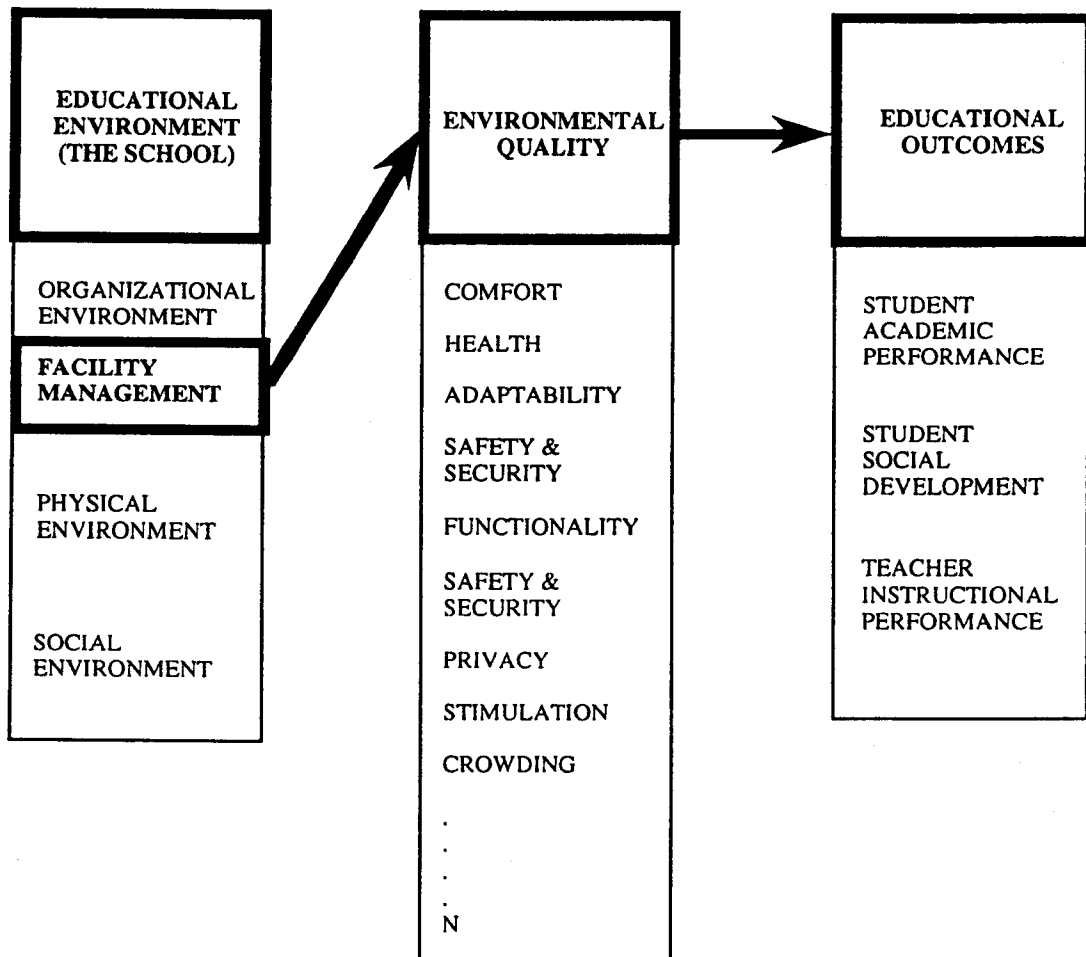 EDUCATIONAL
ENVIRONMENT
(THE SCHOOL)
ORGANIZATIONAL
ENVIRONMENT
FACILITY
MANAGEMENT
PHYSICAL
ENVIRONMENT
SOCIAL
ENVIRONMENT
ENVIRONMENTAL
QUALITY
COMFORT
HEALTH
ADAPTABILITY
SAFETY &
SECURITY
FUNCTIONALITY
SAFETY &
SECURITY
PRIVACY
STIMULATION
CROWDING
.
.
.
.
N
EDUCATIONAL
OUTCOMES
STUDENT
ACADEMIC
PERFORMANCE
STUDENT
SOCIAL
DEVELOPMENT
TEACHER
INSTRUCTIONAL
PERFORMANCE